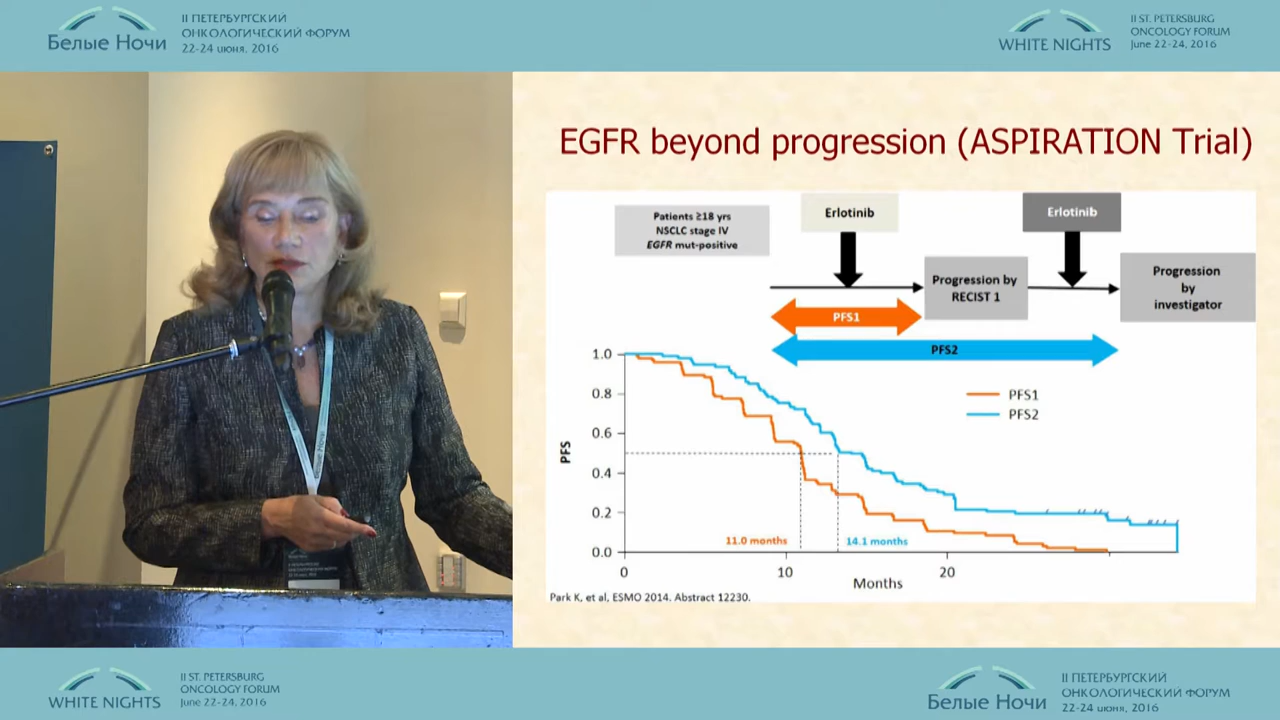 Белые Ночи
II ПЕТЕРБУРГСКИЙ
ОНКОЛОГИЧЕСКИЙ ФОРУМ
22-24 июня, 2016
WHITE NIGHTS
II ST. PETERSBURG
ONCOLOGY FORUM
June 22-24, 2016
EGFR beyond progression (ASPIRATION Trial)
Patients ≥18 yrs
NSCLC stage IV
EGFR mut-positive
Erlotinib
Erlotinib
Progression by
RECIST 1
Progression
by
investigator
PFS1
PFS2
1.0
0.8
0.6
0.4
0.2
0.0
PFS
PFS1
PFS2
11.0 months
14.1 months
0
10
20
Months
Park K, et al, ESMO 2014. Abstract 12230.
WHITE NIGHTS
II ST. PETERSBURG
ONCOLOGY FORUM
June 22-24, 2016
Белые Ночи
II ПЕТЕРБУРГСКИЙ
ОНКОЛОГИЧЕСКИЙ ФОРУМ
22-24 июня, 2016